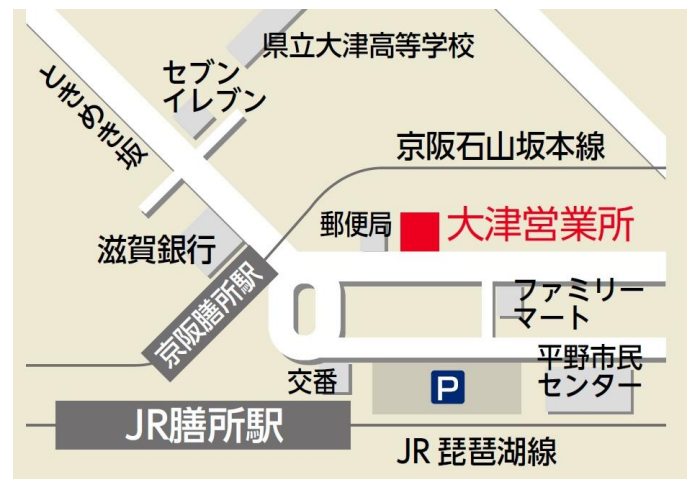 県立大津高等学校
セブン
イレブン
ときめき坂
京阪石山坂本線
郵便局
大津営業所
滋賀銀行
京阪膳所駅
ファミリー
マート
平野市民
センター
交番
P
JR膳所駅
JR 琵琶湖線